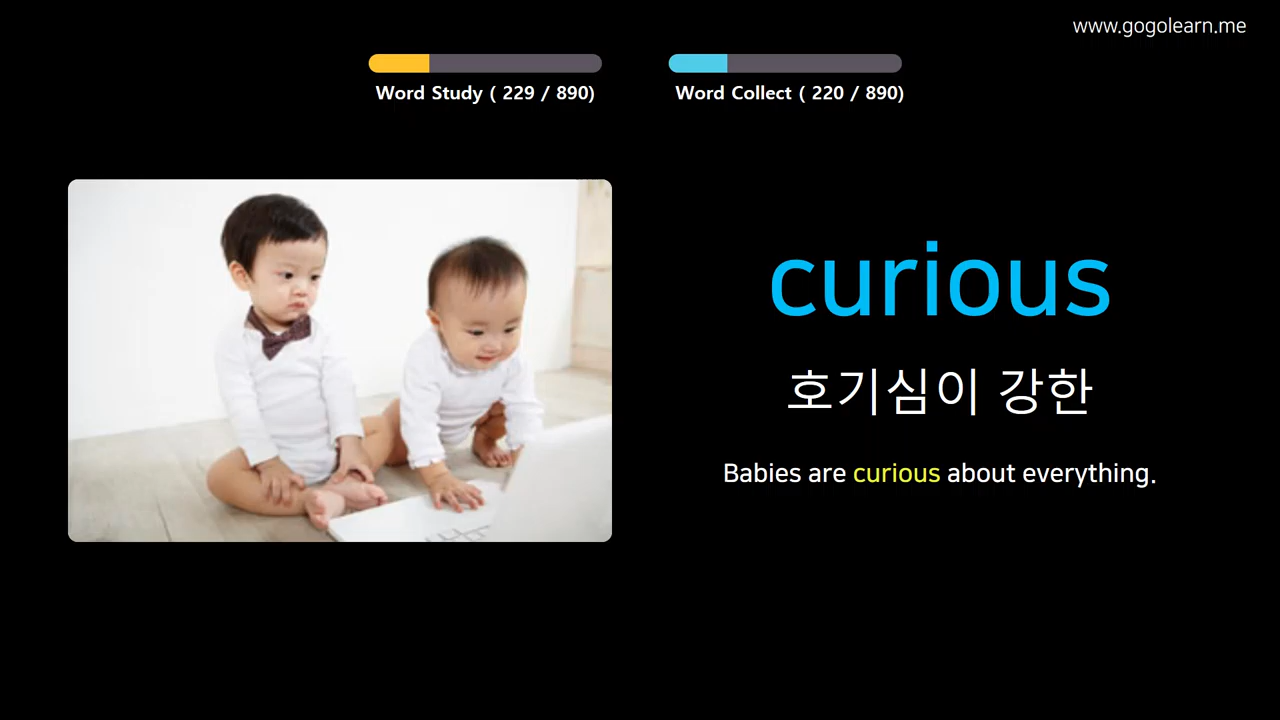 www.gogolearn.me
Word Study ( 229 / 890)
Word Collect ( 220 / 890)
curious
호기심이 강한
Babies are curious about everything.